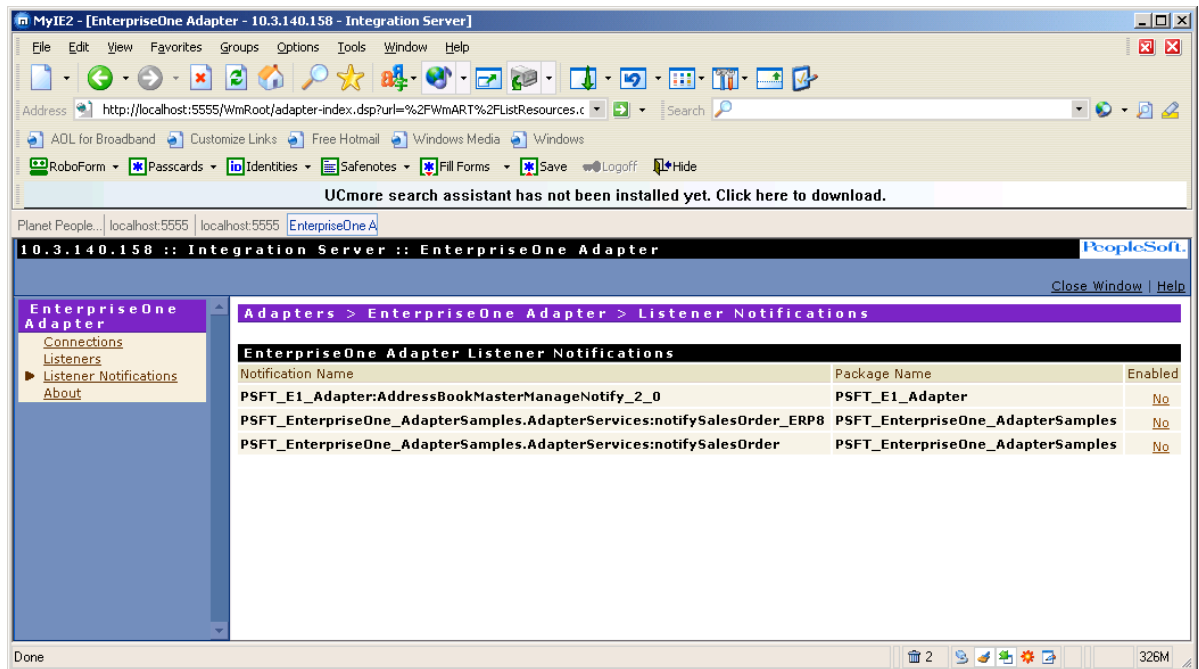 MyIE2 - [EnterpriseOne Adapter - 10.3.140.158 - Integration Server]
File Edit View Favorites Groups Options Tools Window Help
Address http://localhost:5555/WmRoot/adapter-index.dsp?url=%2FWmART%2FListResources.c Search
AOL for Broadband Customize Links Free Hotmail Windows Media Windows
RoboForm Passcards Identities Safenotes Fill Forms Save Logoff Hide
UCmore search assistant has not been installed yet. Click here to download.
Planet People... localhost:5555 localhost:5555 EnterpriseOne A
10.3.140.158 :: Integration Server :: EnterpriseOne Adapter PeopleSoft.
Close Window | Help
EnterpriseOne Adapter
Connections
Listeners
Listener Notifications
About
Adapters > EnterpriseOne Adapter > Listener Notifications
EnterpriseOne Adapter Listener Notifications
Notification Name Package Name Enabled
PSFT_E1_Adapter:AddressBookMasterManageNotify_2_0 PSFT_E1_Adapter No
PSFT_EnterpriseOne_AdapterSamples.AdapterServices:notifySalesOrder_ERP8 PSFT_EnterpriseOne_AdapterSamples No
PSFT_EnterpriseOne_AdapterSamples.AdapterServices:notifySalesOrder PSFT_EnterpriseOne_AdapterSamples No
Done 2 326M